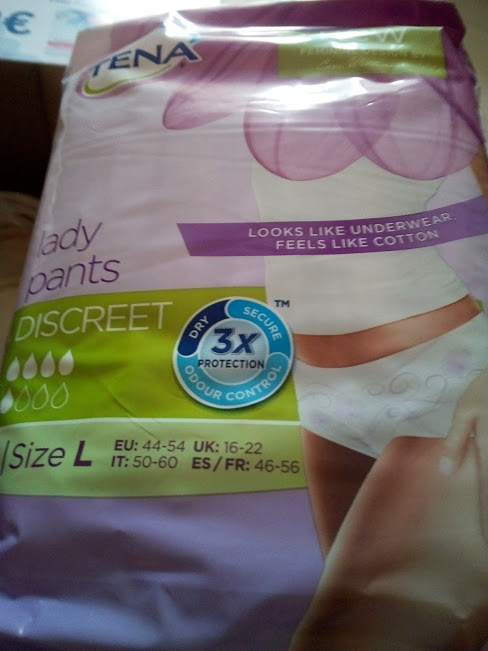 €
TENA
lady
pants
LOOKS LIKE UNDERWEAR
FEELS LIKE COTTON
DISCREET
DRY
SECURE
3x
PROTECTION
ODOUR CONTROL
TM
Size L
EU: 44-54 UK: 16-22
IT: 50-60 ES/FR: 46-56